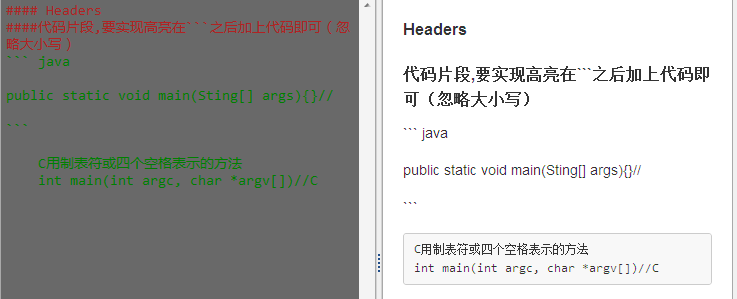 #### Headers
####代码片段,要实现高亮在```之后加上代码即可（忽
略大小写）
``` java
public static void main(Sting[] args){}//
```
C用制表符或四个空格表示的方法
int main(int argc, char *argv[])//C
Headers
代码片段,要实现高亮在```之后加上代码即
可（忽略大小写）
``` java
public static void main(Sting[] args){}//
```
C用制表符或四个空格表示的方法
int main(int argc, char *argv[])//C